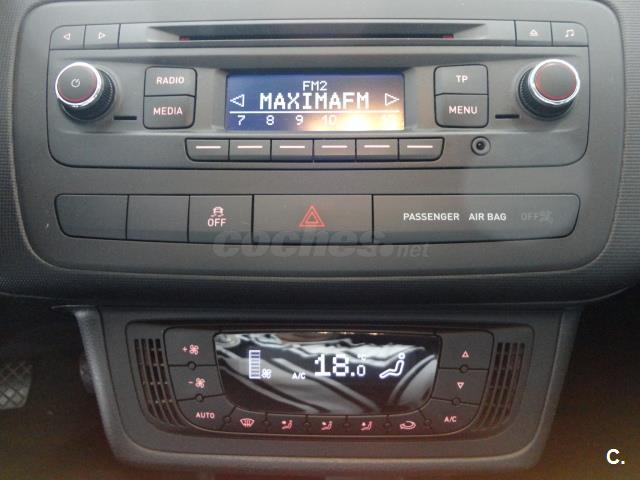 RADIO
MEDIA
FM2
MAXIMAFM
7 8 9 10
TP
MENU
OFF
PASSENGER AIR BAG OFF
coches.net
A/C 18.0 °C
AUTO
A/C
C.